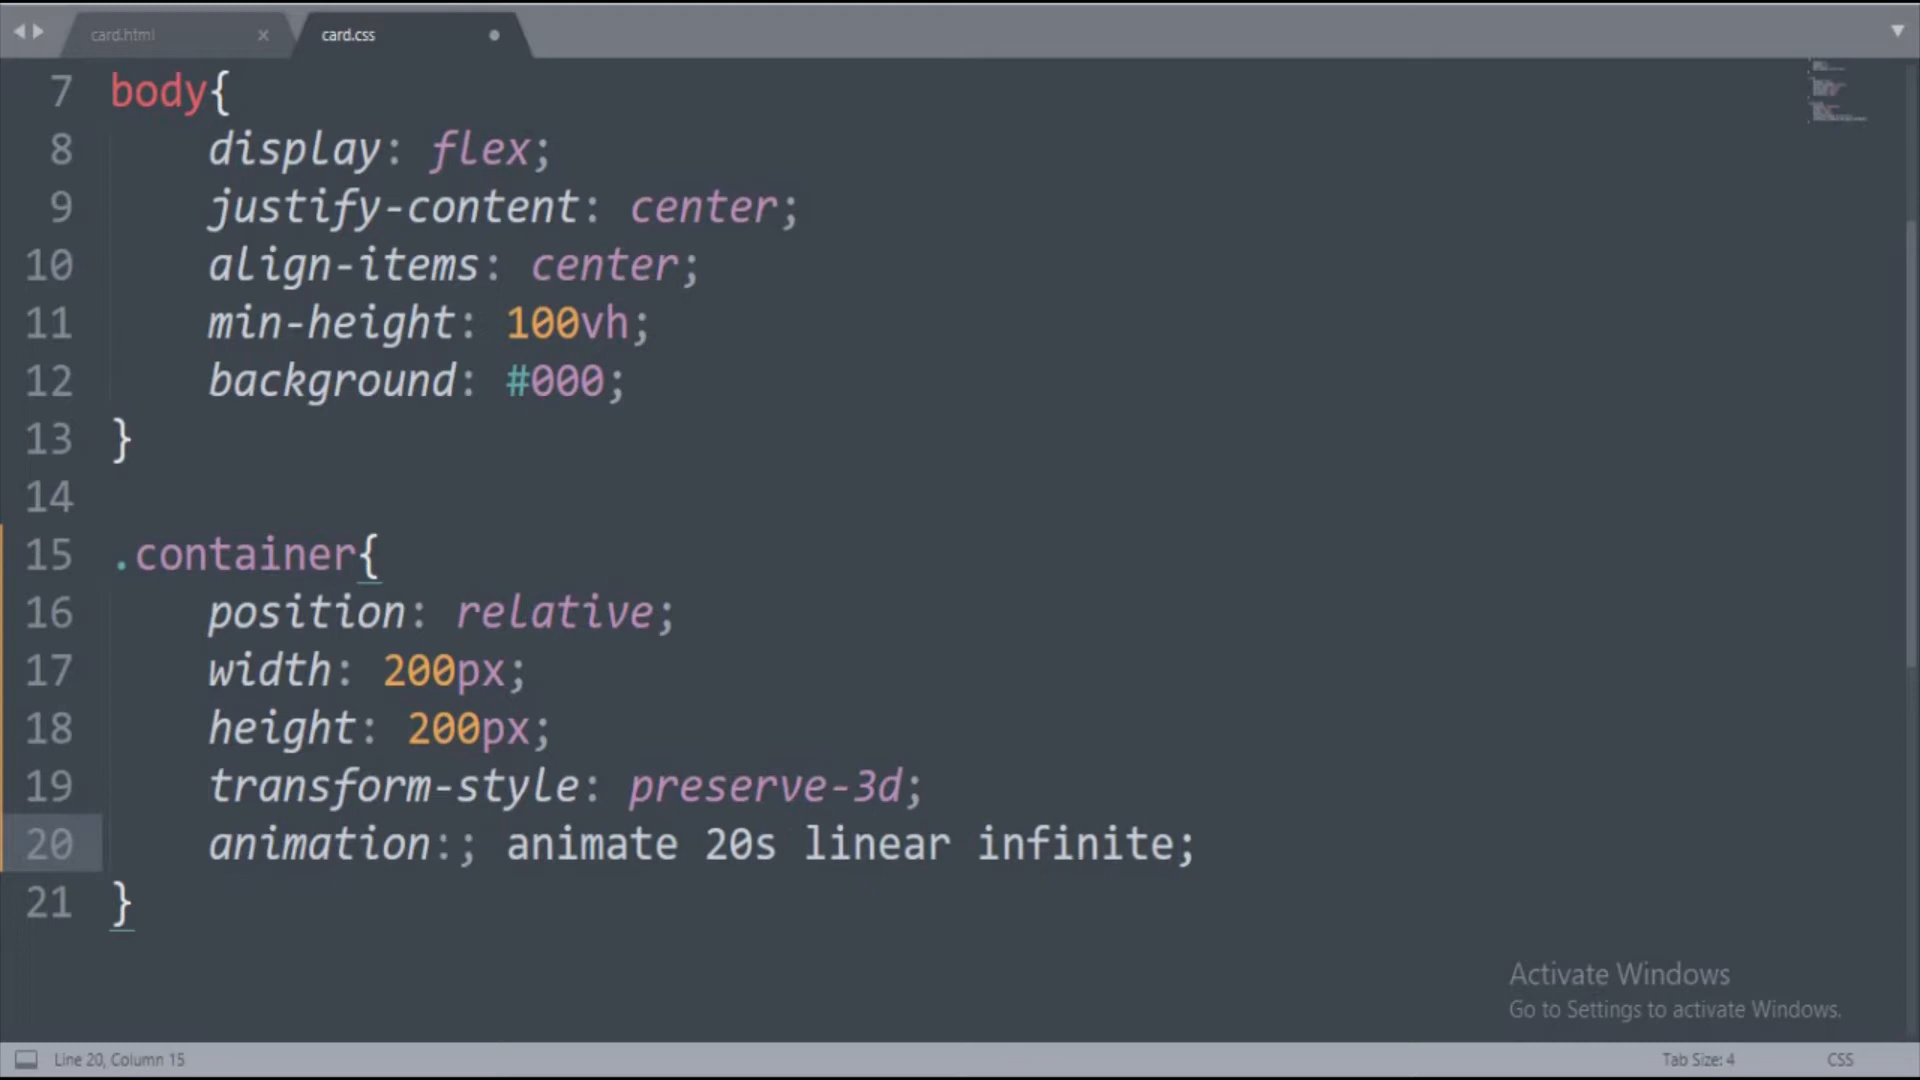 card.html
card.css
7 body{
8 display: flex;
9 justify-content: center;
10 align-items: center;
11 min-height: 100vh;
12 background: #000;
13 }
14
15 .container{
16 position: relative;
17 width: 200px;
18 height: 200px;
19 transform-style: preserve-3d;
20 animation:; animate 20s linear infinite;
21 }
Activate Windows
Go to Settings to activate Windows.
Line 20, Column 15
Tab Size: 4
CSS